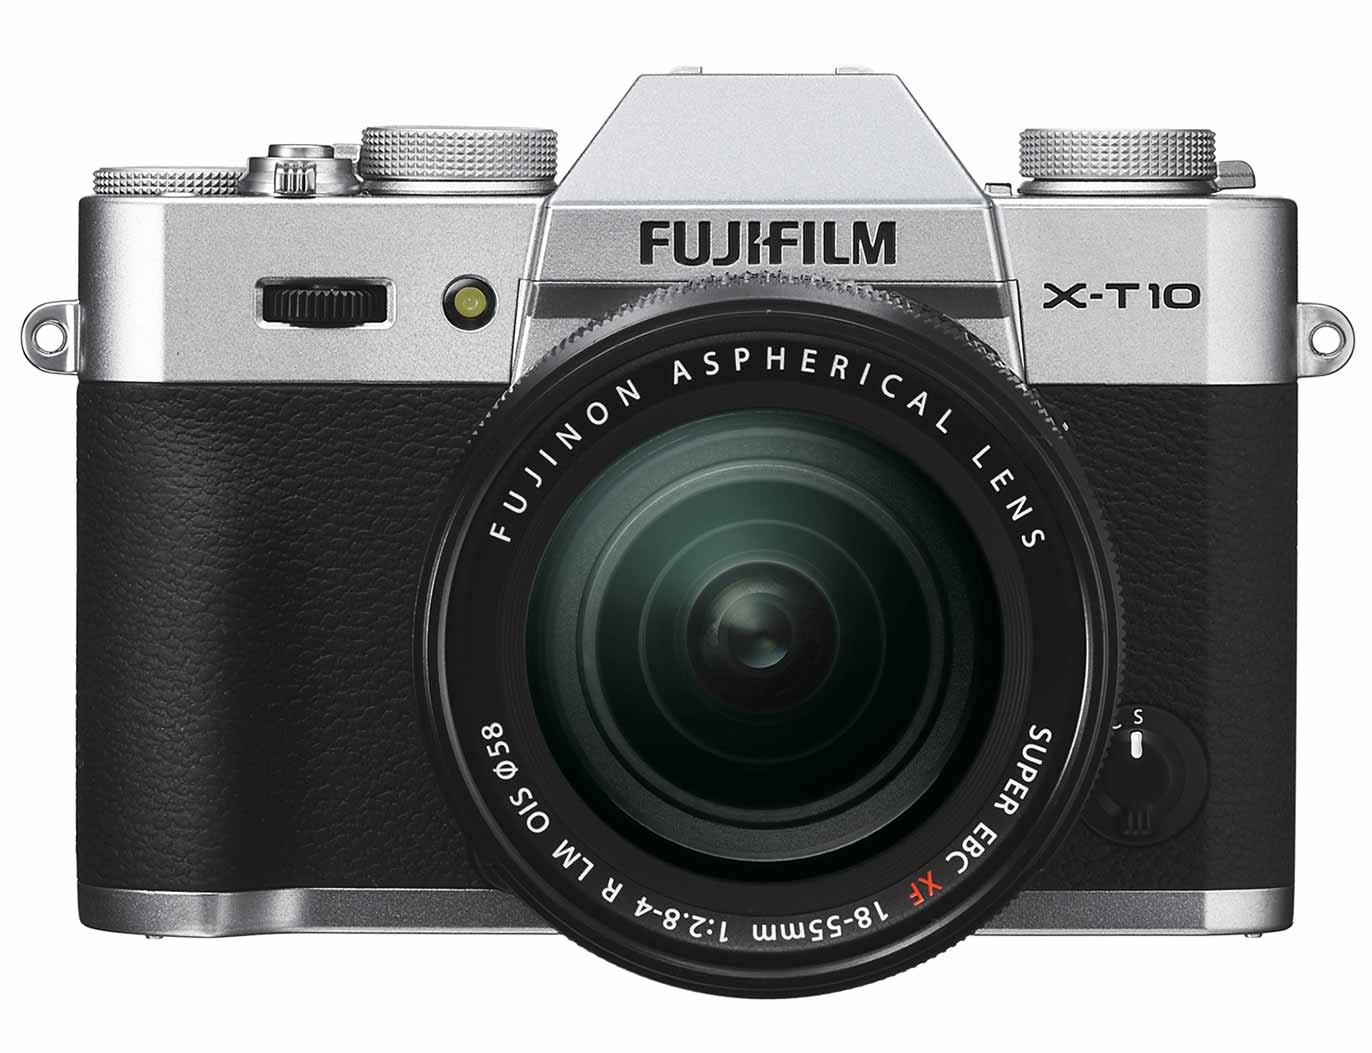 FUJIFILM
X-T10
FUJINON ASPHERICAL LENS
SUPER EBC XF 18-55mm 1:2.8-4 R LM OIS Ø58
S